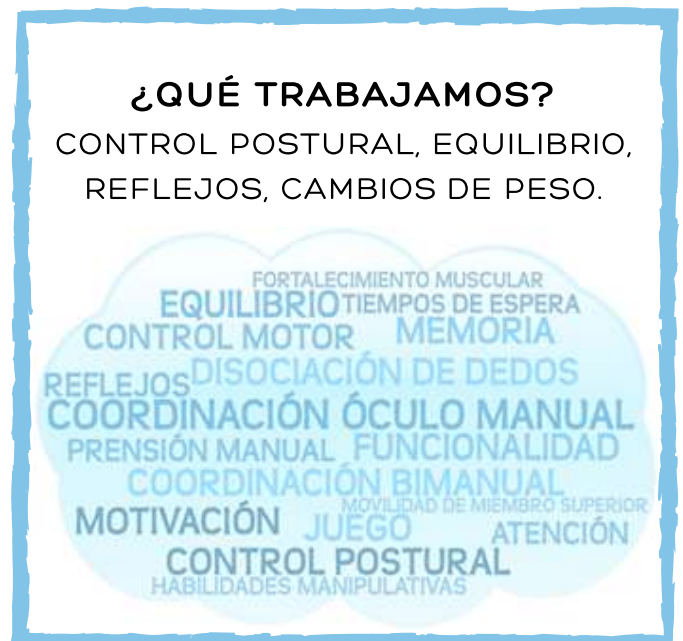 ¿QUÉ TRABAJAMOS?
CONTROL POSTURAL, EQUILIBRIO,
REFLEJOS, CAMBIOS DE PESO.
FORTALECIMIENTO MUSCULAR
EQUILIBRIO TIEMPOS DE ESPERA
CONTROL MOTOR MEMORIA
REFLEJOS DISOCIACIÓN DE DEDOS
COORDINACIÓN ÓCULO MANUAL
PRENSIÓN MANUAL FUNCIONALIDAD
COORDINACIÓN BIMANUAL
MOVILIDAD DE MIEMBRO SUPERIOR
MOTIVACIÓN JUEGO ATENCIÓN
CONTROL POSTURAL
HABILIDADES MANIPULATIVAS